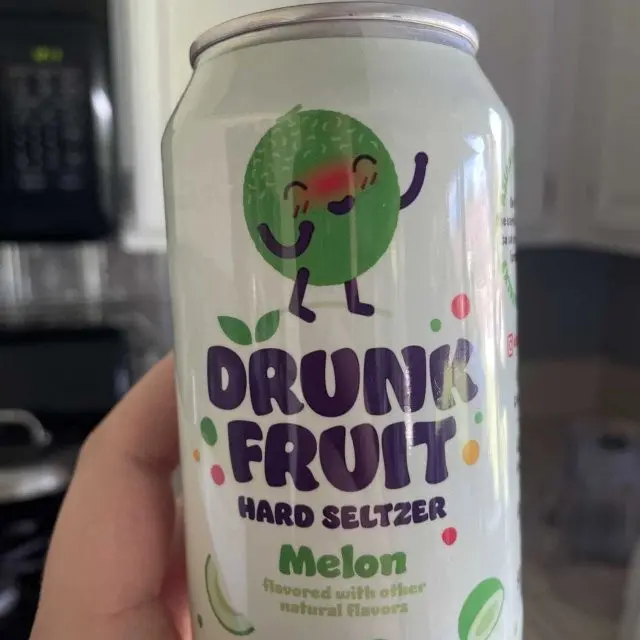 DRUNK
FRUIT
HARD SELTZER
Melon
flavored with other
natural flavors